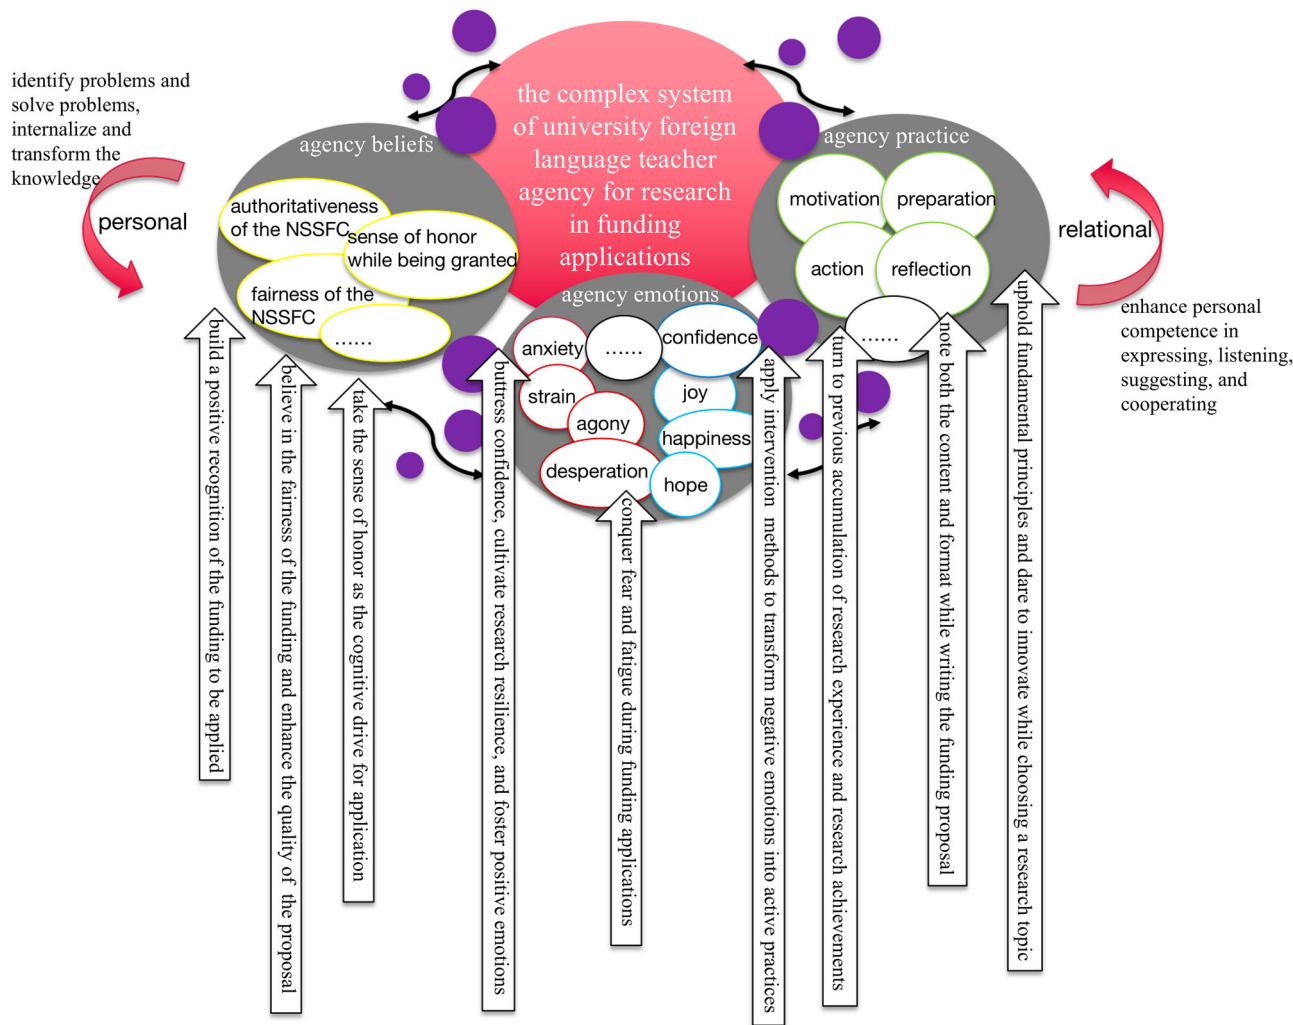 the complex system
of university foreign
language teacher
agency for research
in funding
applications
identify problems and
solve problems,
internalize and
transform the
knowledge
personal
agency beliefs
authoritativeness
of the NSSFC
sense of honor
while being granted
fairness of the
NSSFC
......
agency emotions
anxiety
......
confidence
strain
joy
agony
happiness
desperation
hope
agency practice
motivation
preparation
action
reflection
......
relational
enhance personal
competence in
expressing, listening,
suggesting, and
cooperating
build a positive recognition of the funding to be applied
believe in the fairness of the funding and enhance the quality of the proposal
take the sense of honor as the cognitive drive for application
buttress confidence, cultivate research resilience, and foster positive emotions
conquer fear and fatigue during funding applications
apply intervention methods to transform negative emotions into active practices
turn to previous accumulation of research experience and research achievements
note both the content and format while writing the funding proposal
uphold fundamental principles and dare to innovate while choosing a research topic